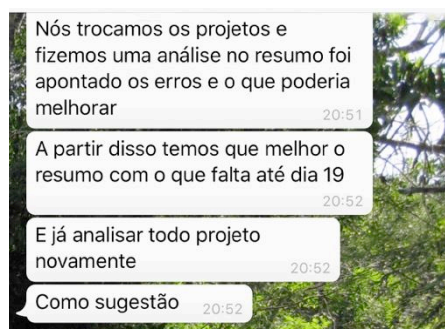 Nós trocamos os projetos e
fizemos uma análise no resumo foi
apontado os erros e o que poderia
melhorar
20:51
A partir disso temos que melhor o
resumo com o que falta até dia 19
20:52
E já analisar todo projeto
novamente
20:52
Como sugestão
20:52